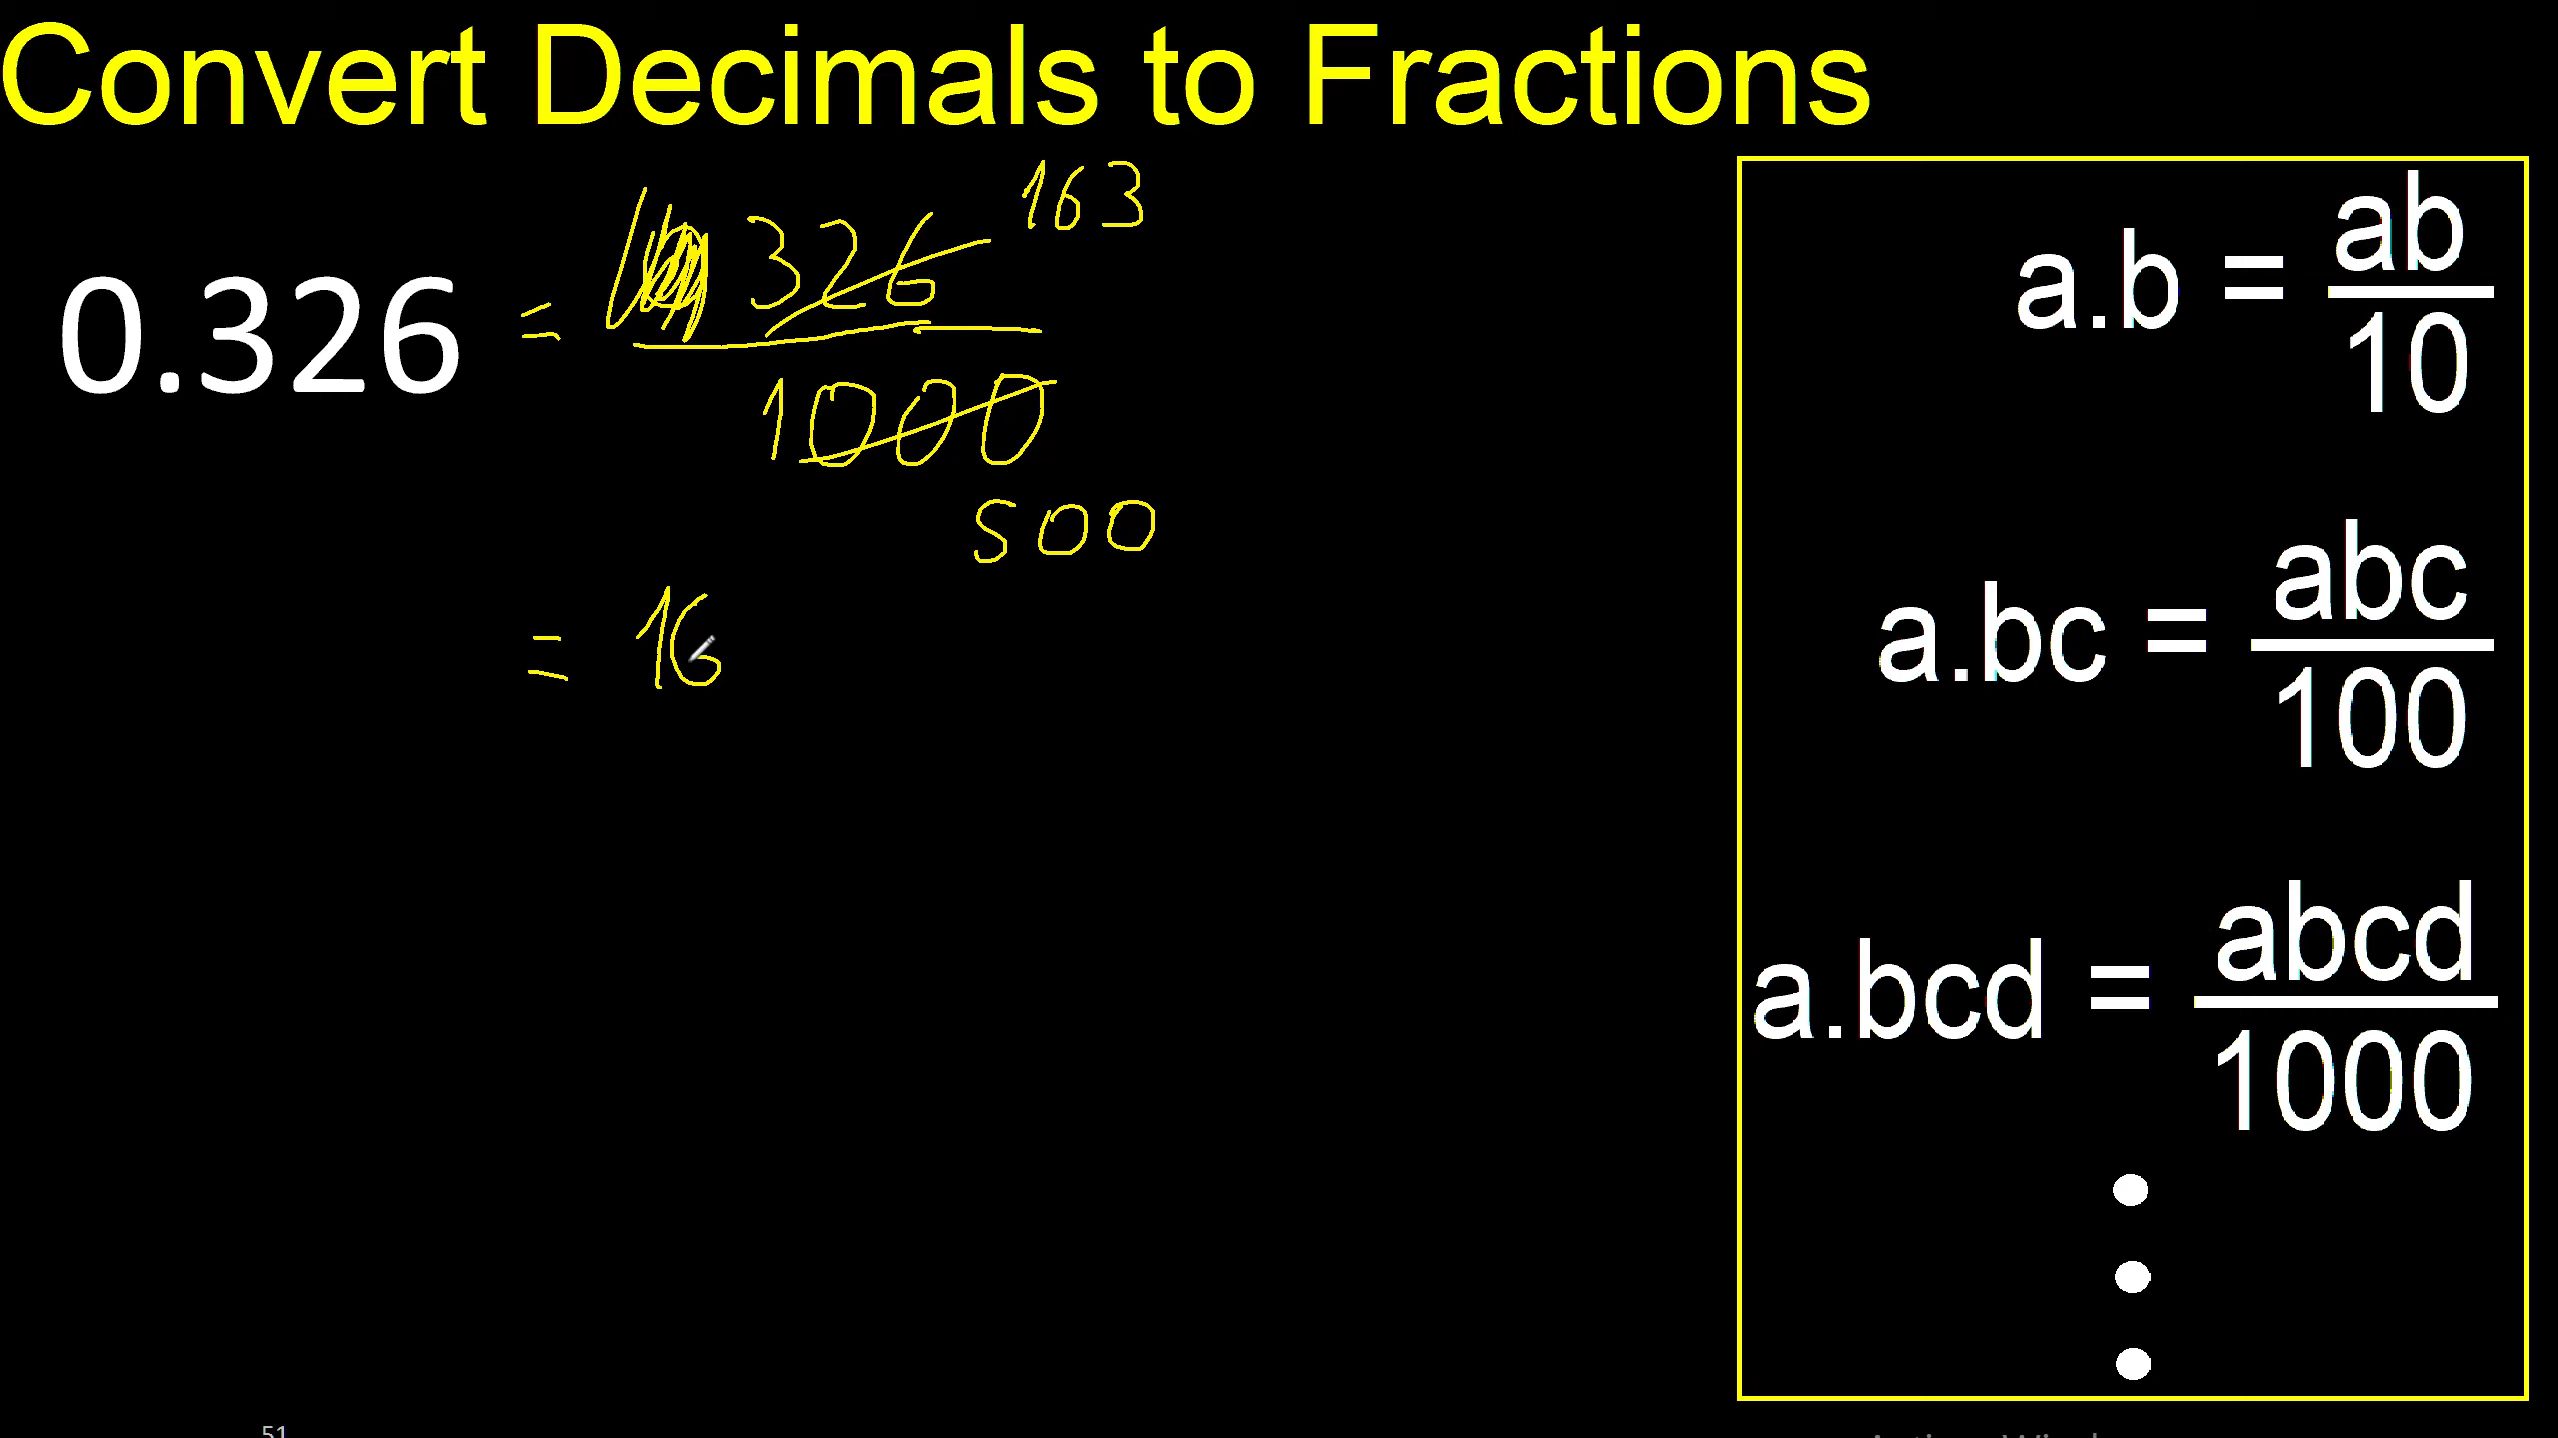 Convert Decimals to Fractions
0.326 = 326 163
1000
500
= 16
a.b = ab
10
a.bc = abc
100
a.bcd = abcd
1000
51